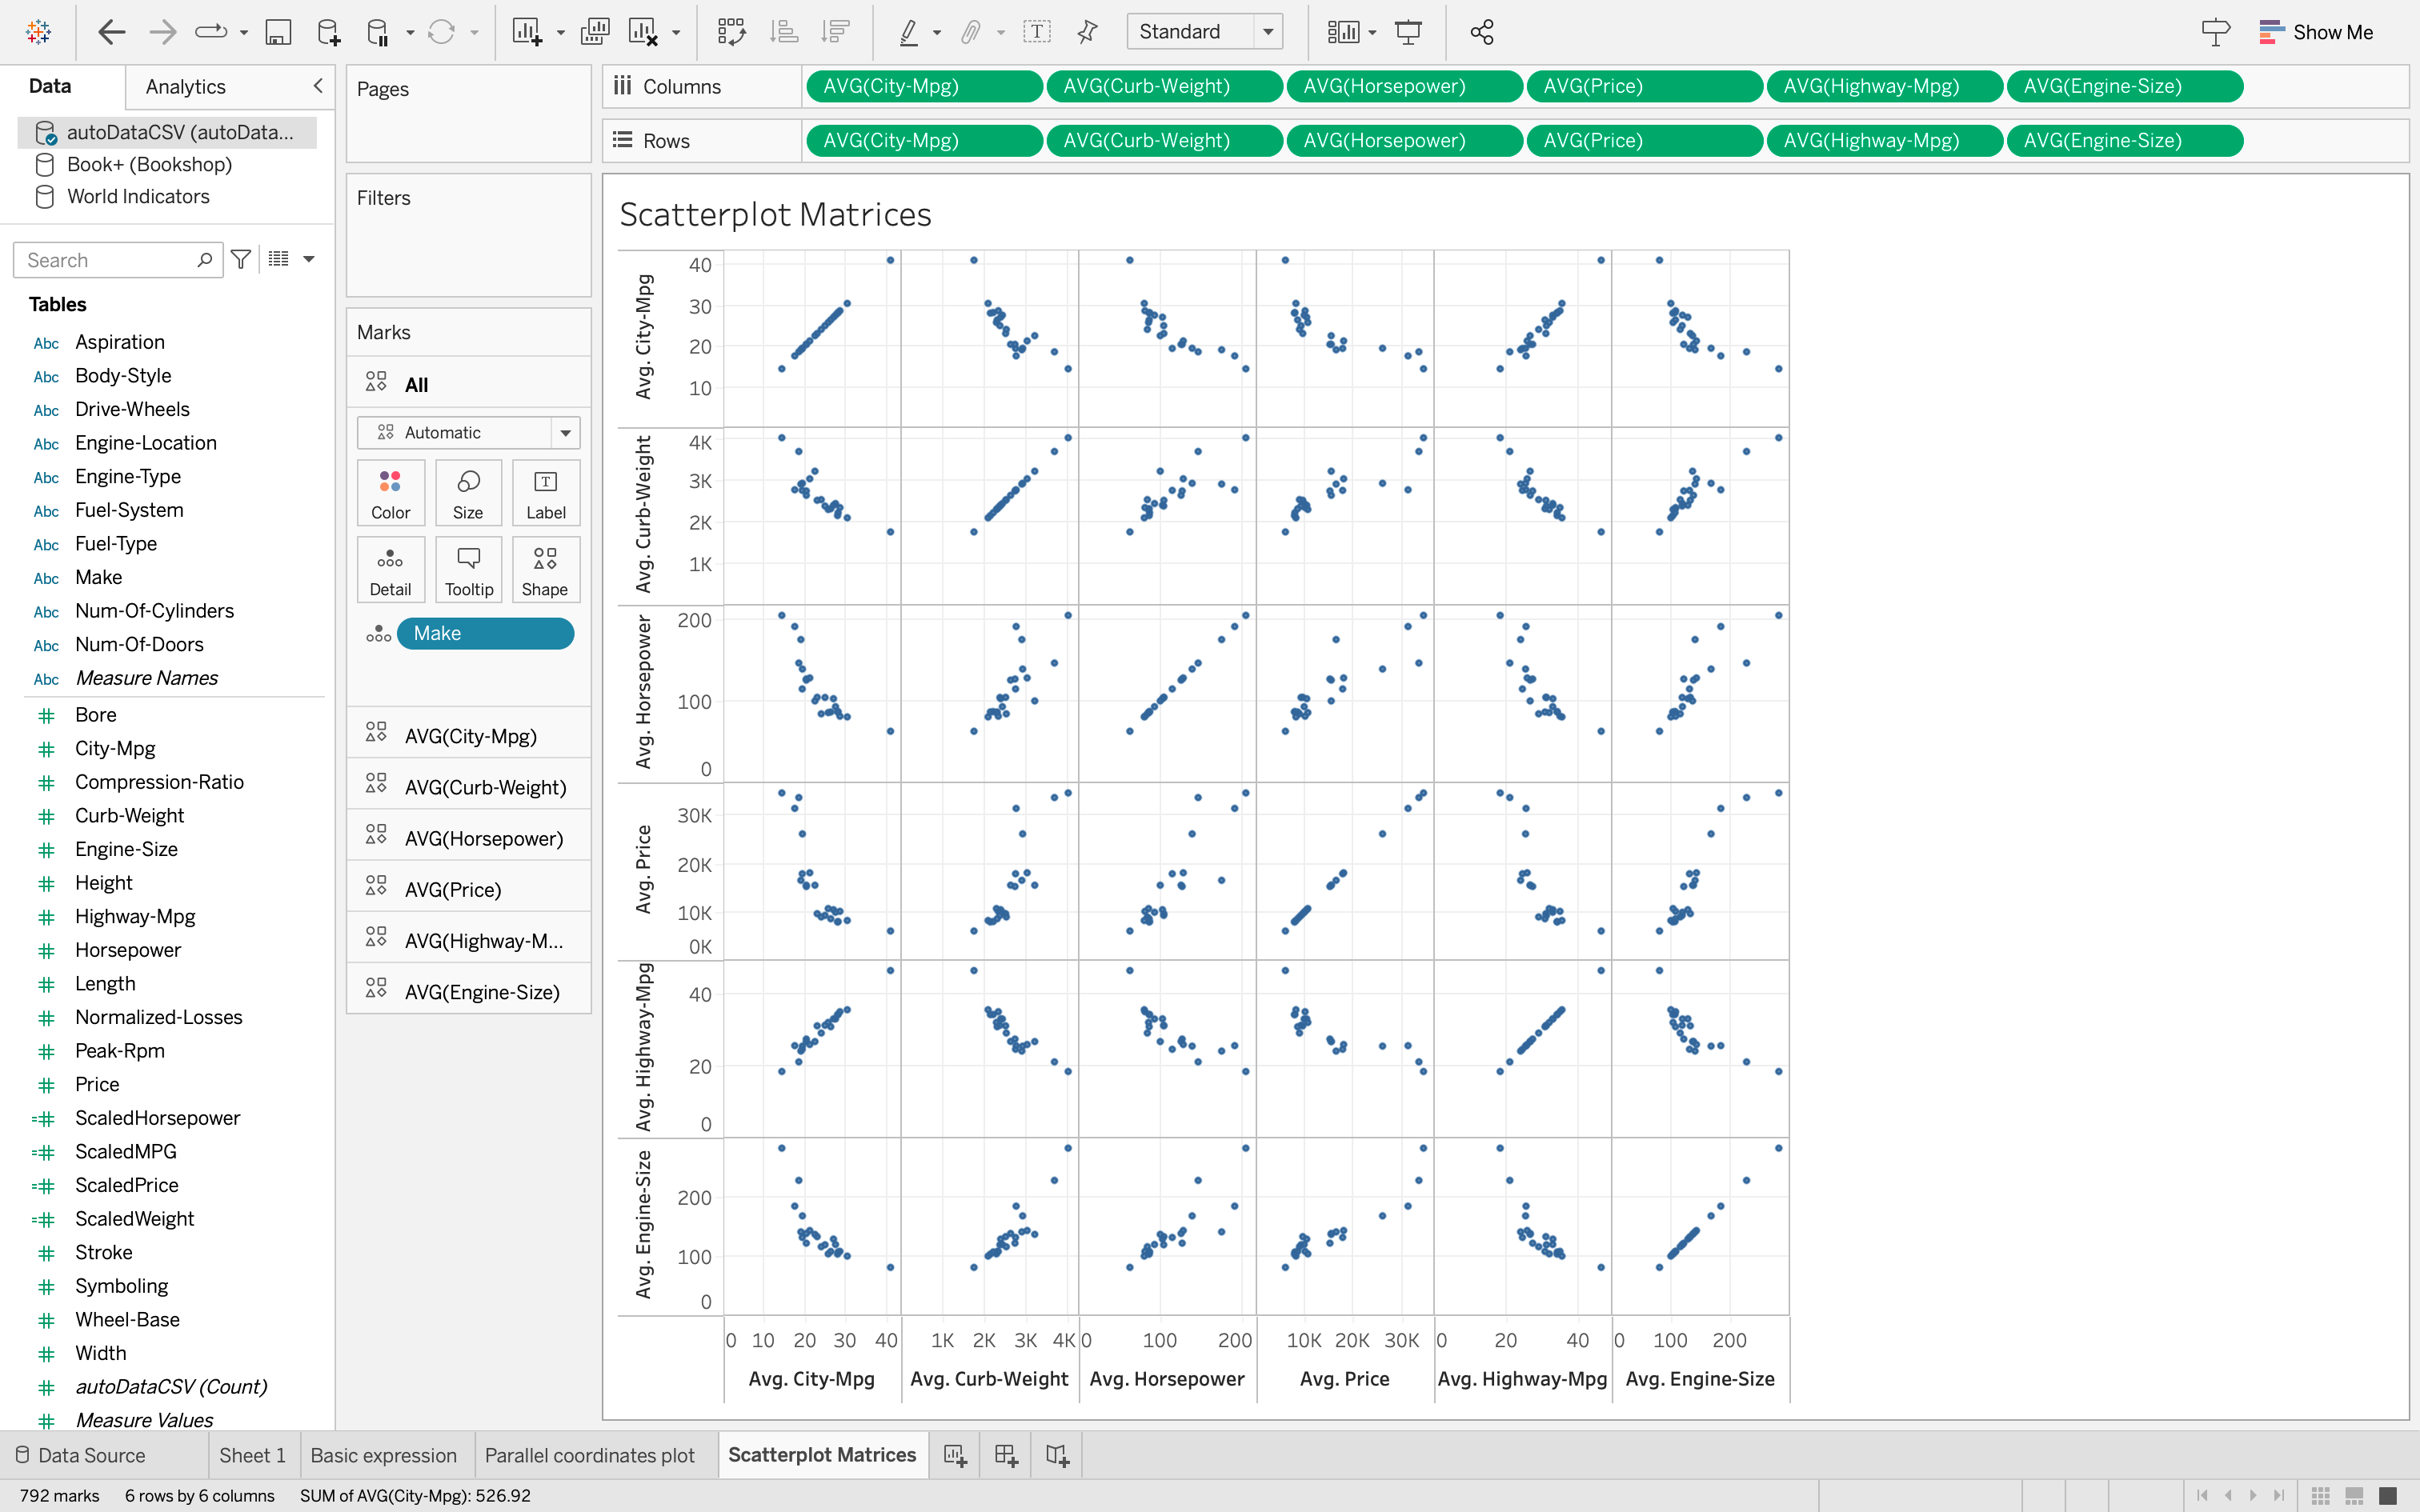 Standard
Show Me
Data
Analytics
autoDataCSV (autoData...
Book+ (Bookshop)
World Indicators
Search
Tables
Abc Aspiration
Abc Body-Style
Abc Drive-Wheels
Abc Engine-Location
Abc Engine-Type
Abc Fuel-System
Abc Fuel-Type
Abc Make
Abc Num-Of-Cylinders
Abc Num-Of-Doors
Abc Measure Names
Bore
City-Mpg
Compression-Ratio
Curb-Weight
Engine-Size
Height
Highway-Mpg
Horsepower
Length
Normalized-Losses
Peak-Rpm
Price
ScaledHorsepower
ScaledMPG
ScaledPrice
ScaledWeight
Stroke
Symboling
Wheel-Base
Width
autoDataCSV (Count)
Measure Values
Pages
Filters
Marks
All
Automatic
Color Size Label
Detail Tooltip Shape
Make
AVG(City-Mpg)
AVG(Curb-Weight)
AVG(Horsepower)
AVG(Price)
AVG(Highway-M...
AVG(Engine-Size)
Columns AVG(City-Mpg) AVG(Curb-Weight) AVG(Horsepower) AVG(Price) AVG(Highway-Mpg) AVG(Engine-Size)
Rows AVG(City-Mpg) AVG(Curb-Weight) AVG(Horsepower) AVG(Price) AVG(Highway-Mpg) AVG(Engine-Size)
Scatterplot Matrices
Avg. City-Mpg
40
30
20
10
Avg. Curb-Weight
4K
3K
2K
1K
Avg. Horsepower
200
100
0
Avg. Price
30K
20K
10K
0K
Avg. Highway-Mpg
40
20
0
Avg. Engine-Size
200
100
0
0 10 20 30 40 1K 2K 3K 4K 0 100 200 10K 20K 30K 0 20 40 0 100 200
Avg. City-Mpg Avg. Curb-Weight Avg. Horsepower Avg. Price Avg. Highway-Mpg Avg. Engine-Size
Data Source Sheet 1 Basic expression Parallel coordinates plot Scatterplot Matrices
792 marks 6 rows by 6 columns SUM of AVG(City-Mpg): 526.92